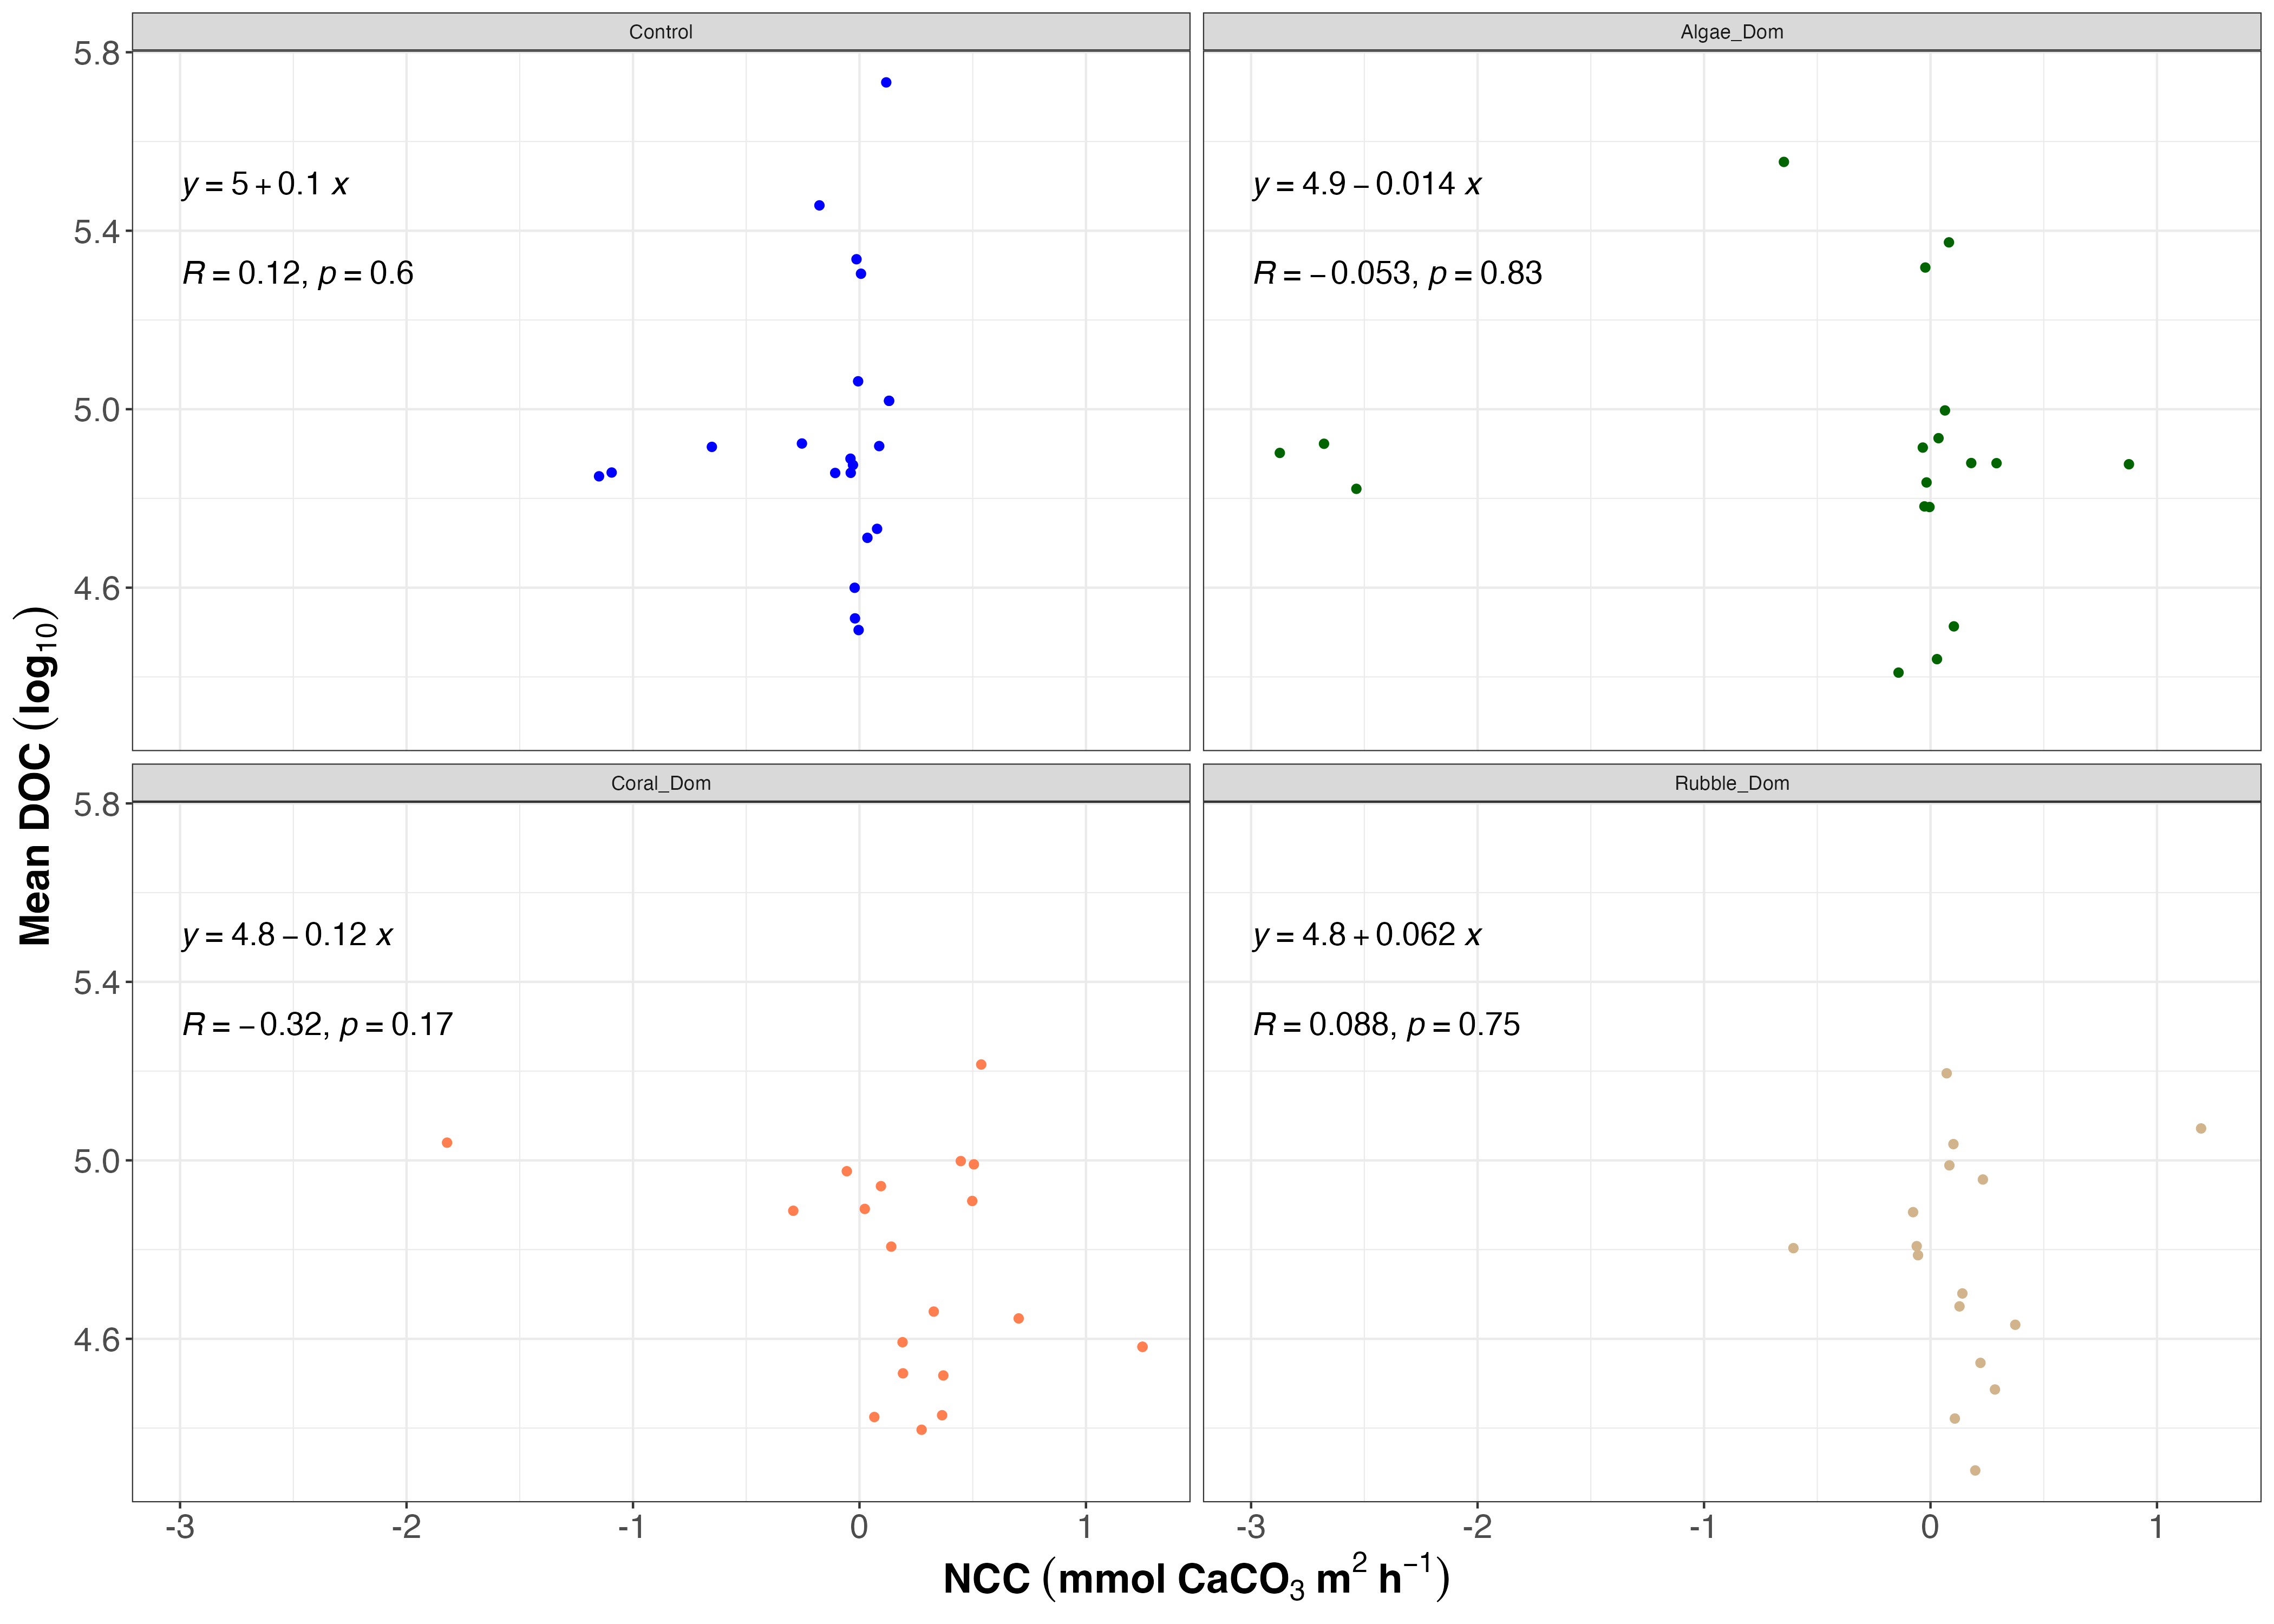 Control
Algae_Dom
5.8
5.4
5.0
4.6
y = 5 + 0.1 x
R = 0.12, p = 0.6
y = 4.9 − 0.014 x
R = −0.053, p = 0.83
Coral_Dom
Rubble_Dom
5.8
5.4
5.0
4.6
y = 4.8 − 0.12 x
R = −0.32, p = 0.17
y = 4.8 + 0.062 x
R = 0.088, p = 0.75
Mean DOC (log₁₀)
-3 -2 -1 0 1
-3 -2 -1 0 1
NCC (mmol CaCO₃ m² h⁻¹)